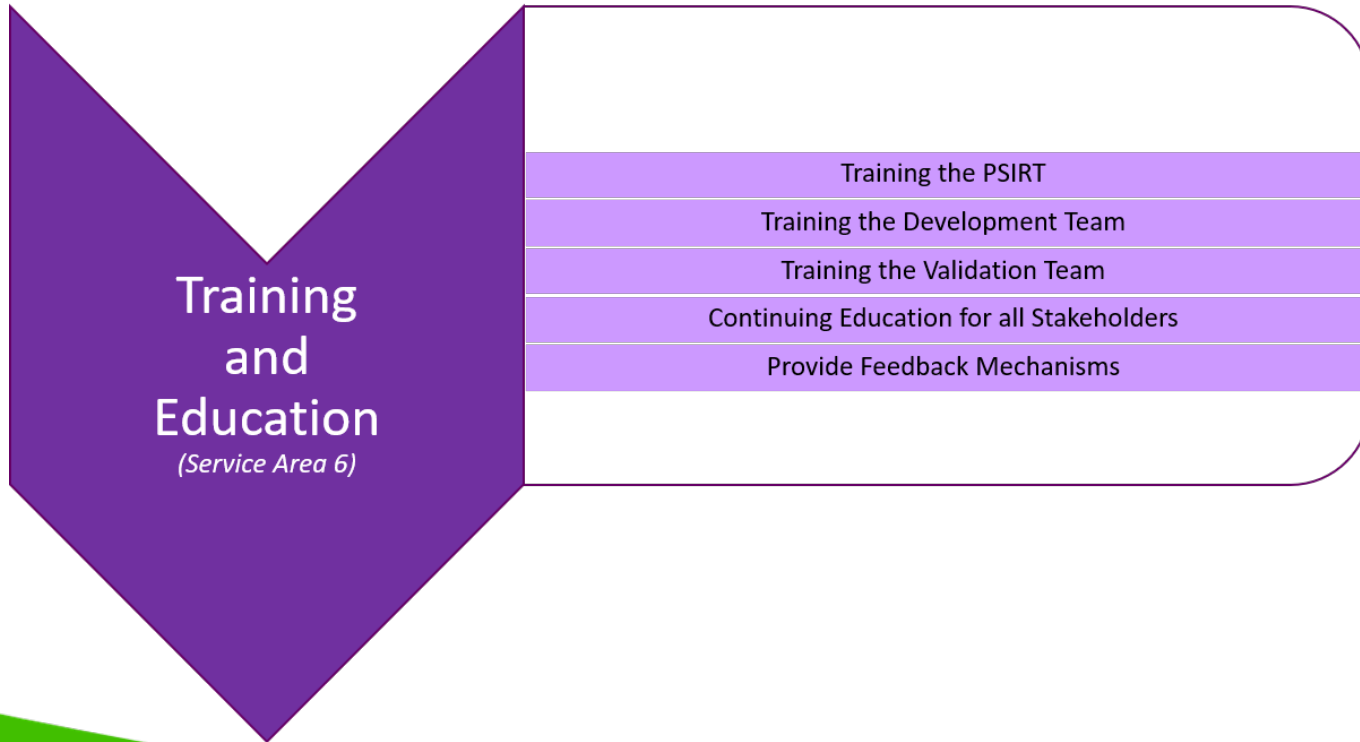 Training
and
Education
(Service Area 6)
Training the PSIRT
Training the Development Team
Training the Validation Team
Continuing Education for all Stakeholders
Provide Feedback Mechanisms